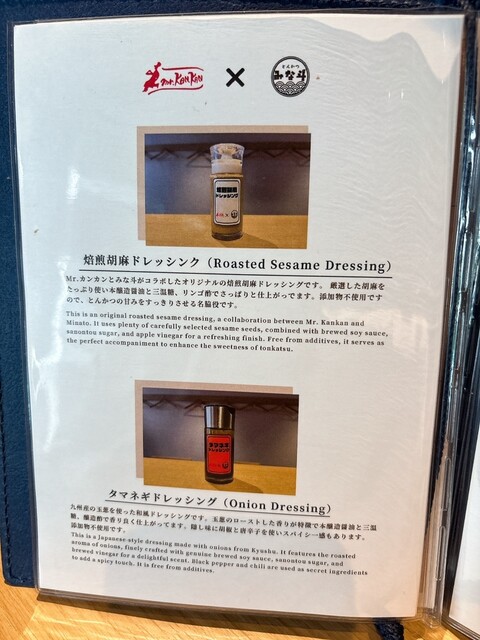 Mr. KanKan
×
とんかつ
みな斗
焙煎胡麻
ドレッシング
焙煎胡麻ドレッシンク（Roasted Sesame Dressing）
Mr.カンカンとみな斗がコラボしたオリジナルの焙煎胡麻ドレッシングです。 厳選した胡麻を
たっぷり使い本醸造醤油と三温糖、リンゴ酢でさっぱりと仕上がってます。添加物不使用です
ので、とんかつの甘みをすっきりさせる名脇役です。
This is an original roasted sesame dressing, a collaboration between Mr. Kankan and
Minato. It uses plenty of carefully selected sesame seeds, combined with brewed soy sauce,
sanontou sugar, and apple vinegar for a refreshing finish. Free from additives, it serves as
the perfect accompaniment to enhance the sweetness of tonkatsu.
タマネギ
ドレッシング
タマネギドレッシング（Onion Dressing）
九州産の玉葱を使った和風ドレッシングです。玉葱のローストした香りが特徴で本醸造醤油と三温
糖、醸造酢で香り良く仕上がってます。隠し味に胡椒と唐辛子を使いスパイシー感もあります。
添加物不使用です。
This is a Japanese-style dressing made with onions from Kyushu. It features the roasted
aroma of onions, finely crafted with genuine brewed soy sauce, sanontou sugar, and
brewed vinegar for a delightful scent. Black pepper and chili are used as secret ingredients
to add a spicy touch. It is free from additives.